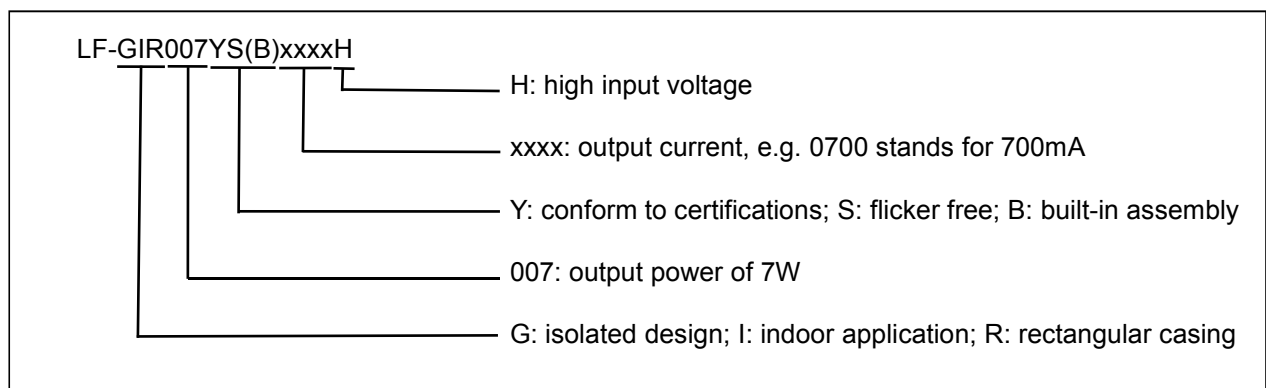 LF-GIR007YS(B)xxxxH
H: high input voltage
xxxx: output current, e.g. 0700 stands for 700mA
Y: conform to certifications; S: flicker free; B: built-in assembly
007: output power of 7W
G: isolated design; I: indoor application; R: rectangular casing